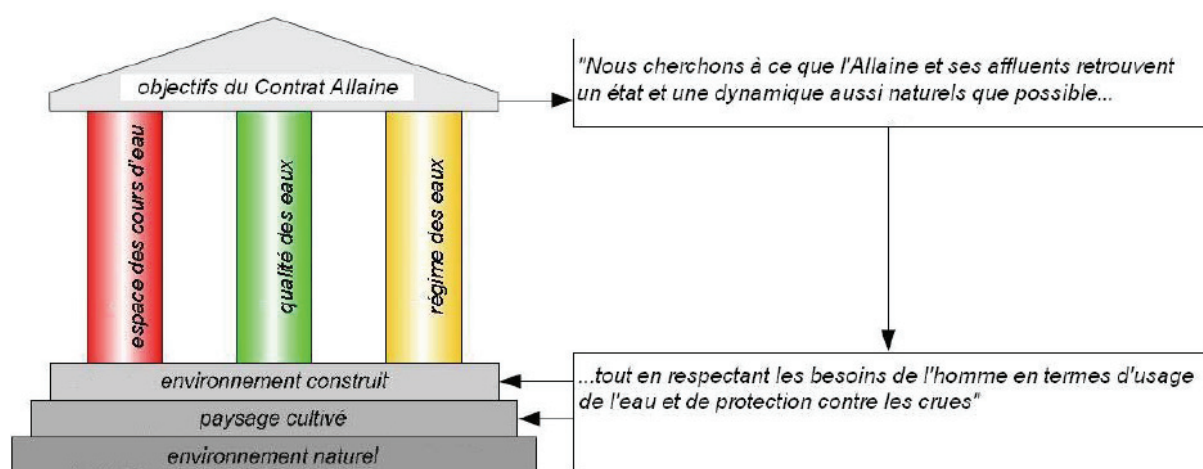 objectifs du Contrat Allaine
"Nous cherchons à ce que l'Allaine et ses affluents retrouvent
un état et une dynamique aussi naturels que possible...
espace des cours d'eau
qualité des eaux
régime des eaux
environnement construit
paysage cultivé
environnement naturel
...tout en respectant les besoins de l'homme en termes d'usage
de l'eau et de protection contre les crues"